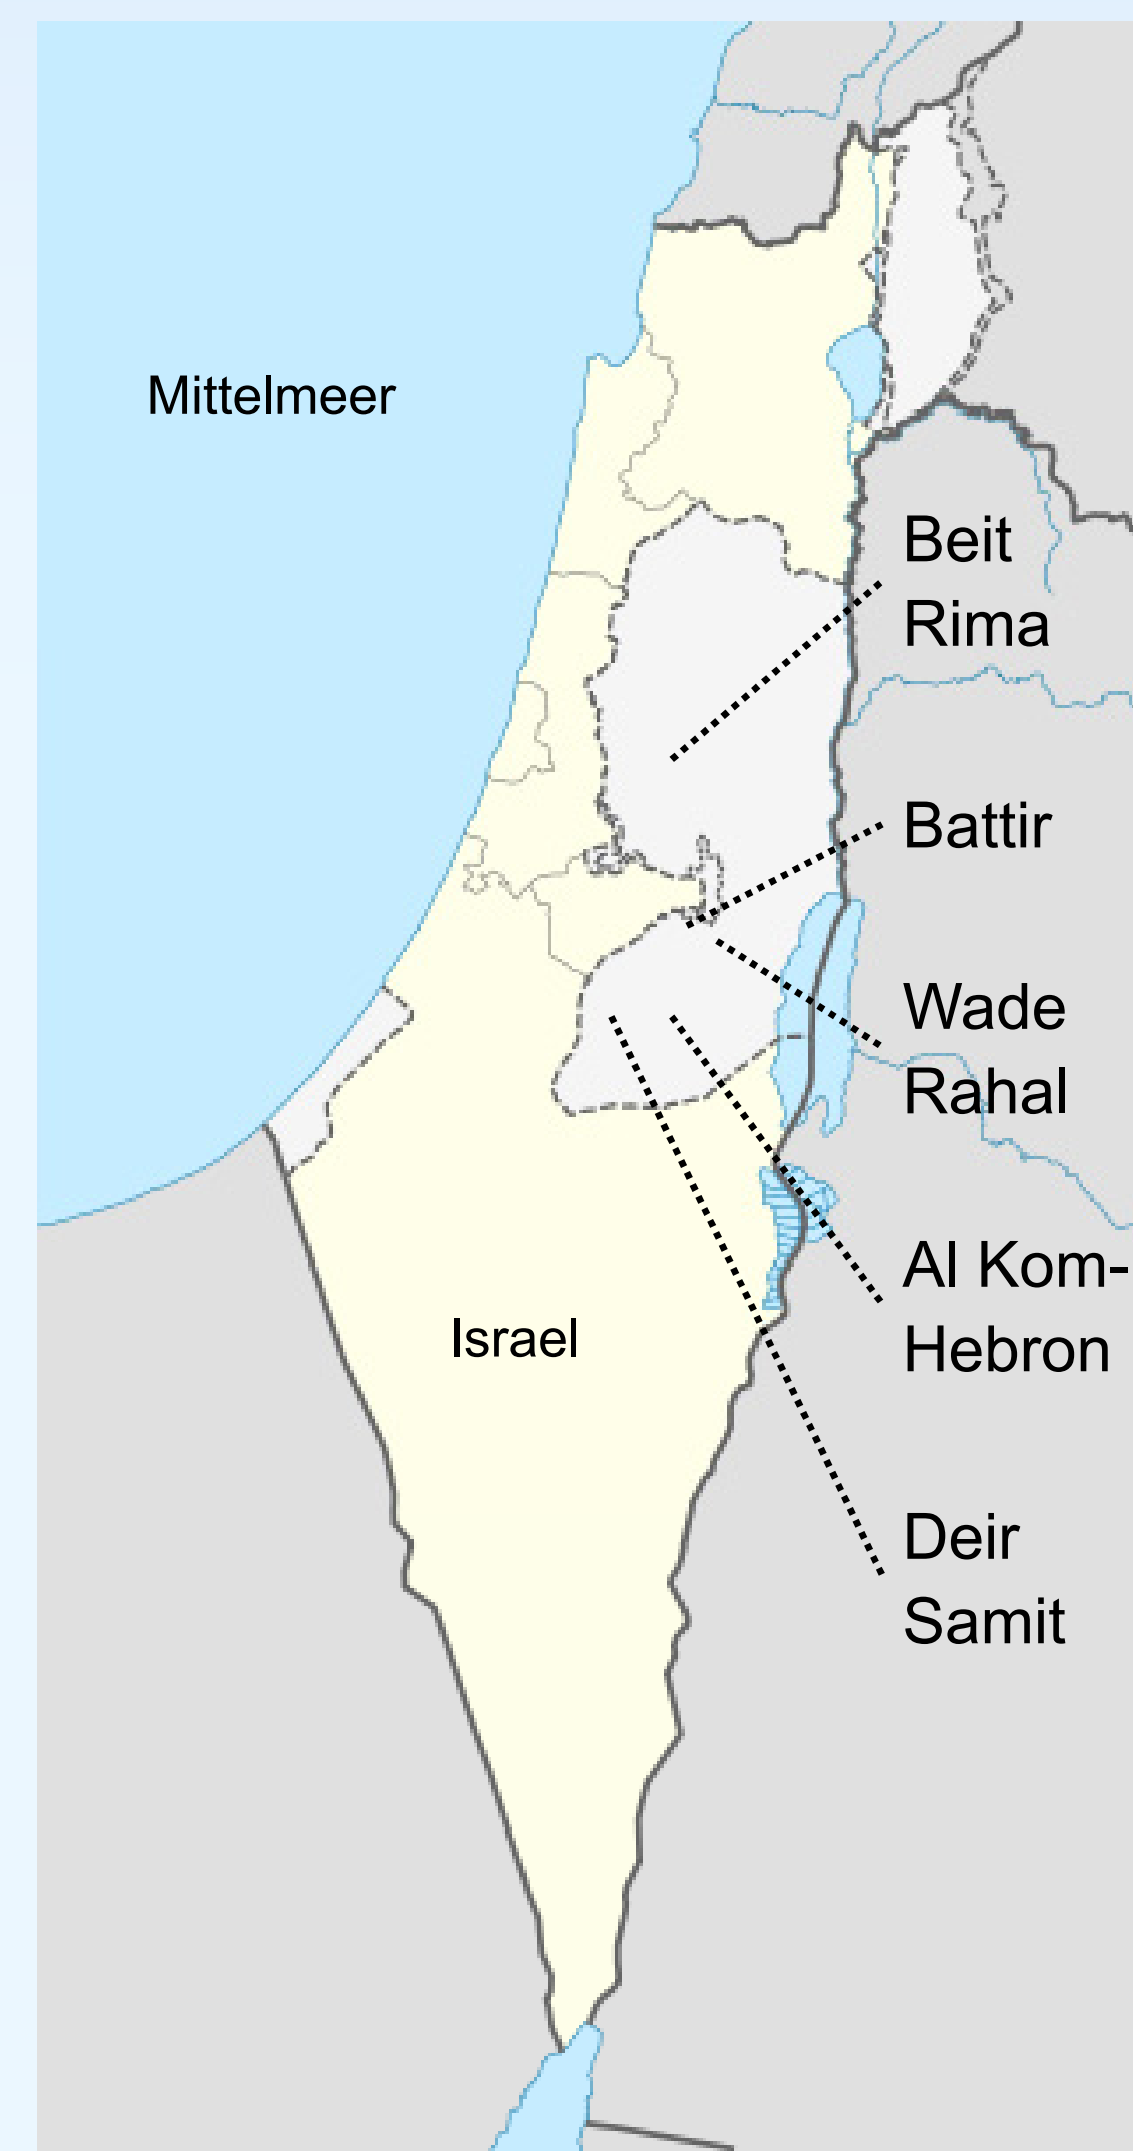 Mittelmeer
Beit
Rima
Battir
Wade
Rahal
Al Kom-
Hebron
Israel
Deir
Samit